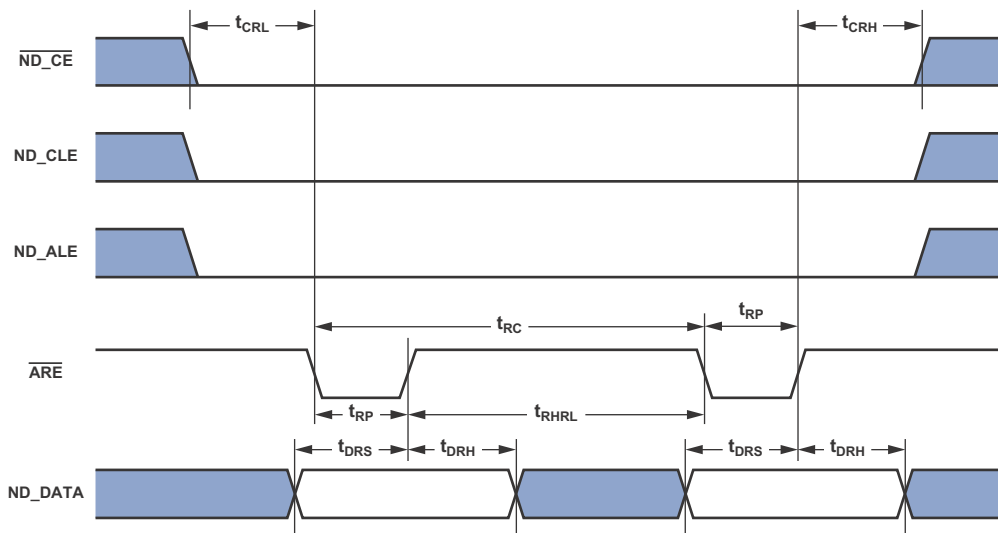 tCRL
tCRH
ND_CE
ND_CLE
ND_ALE
tRC
tRP
ARE
tRP
tRHRL
tDRS
tDRH
tDRS
tDRH
ND_DATA